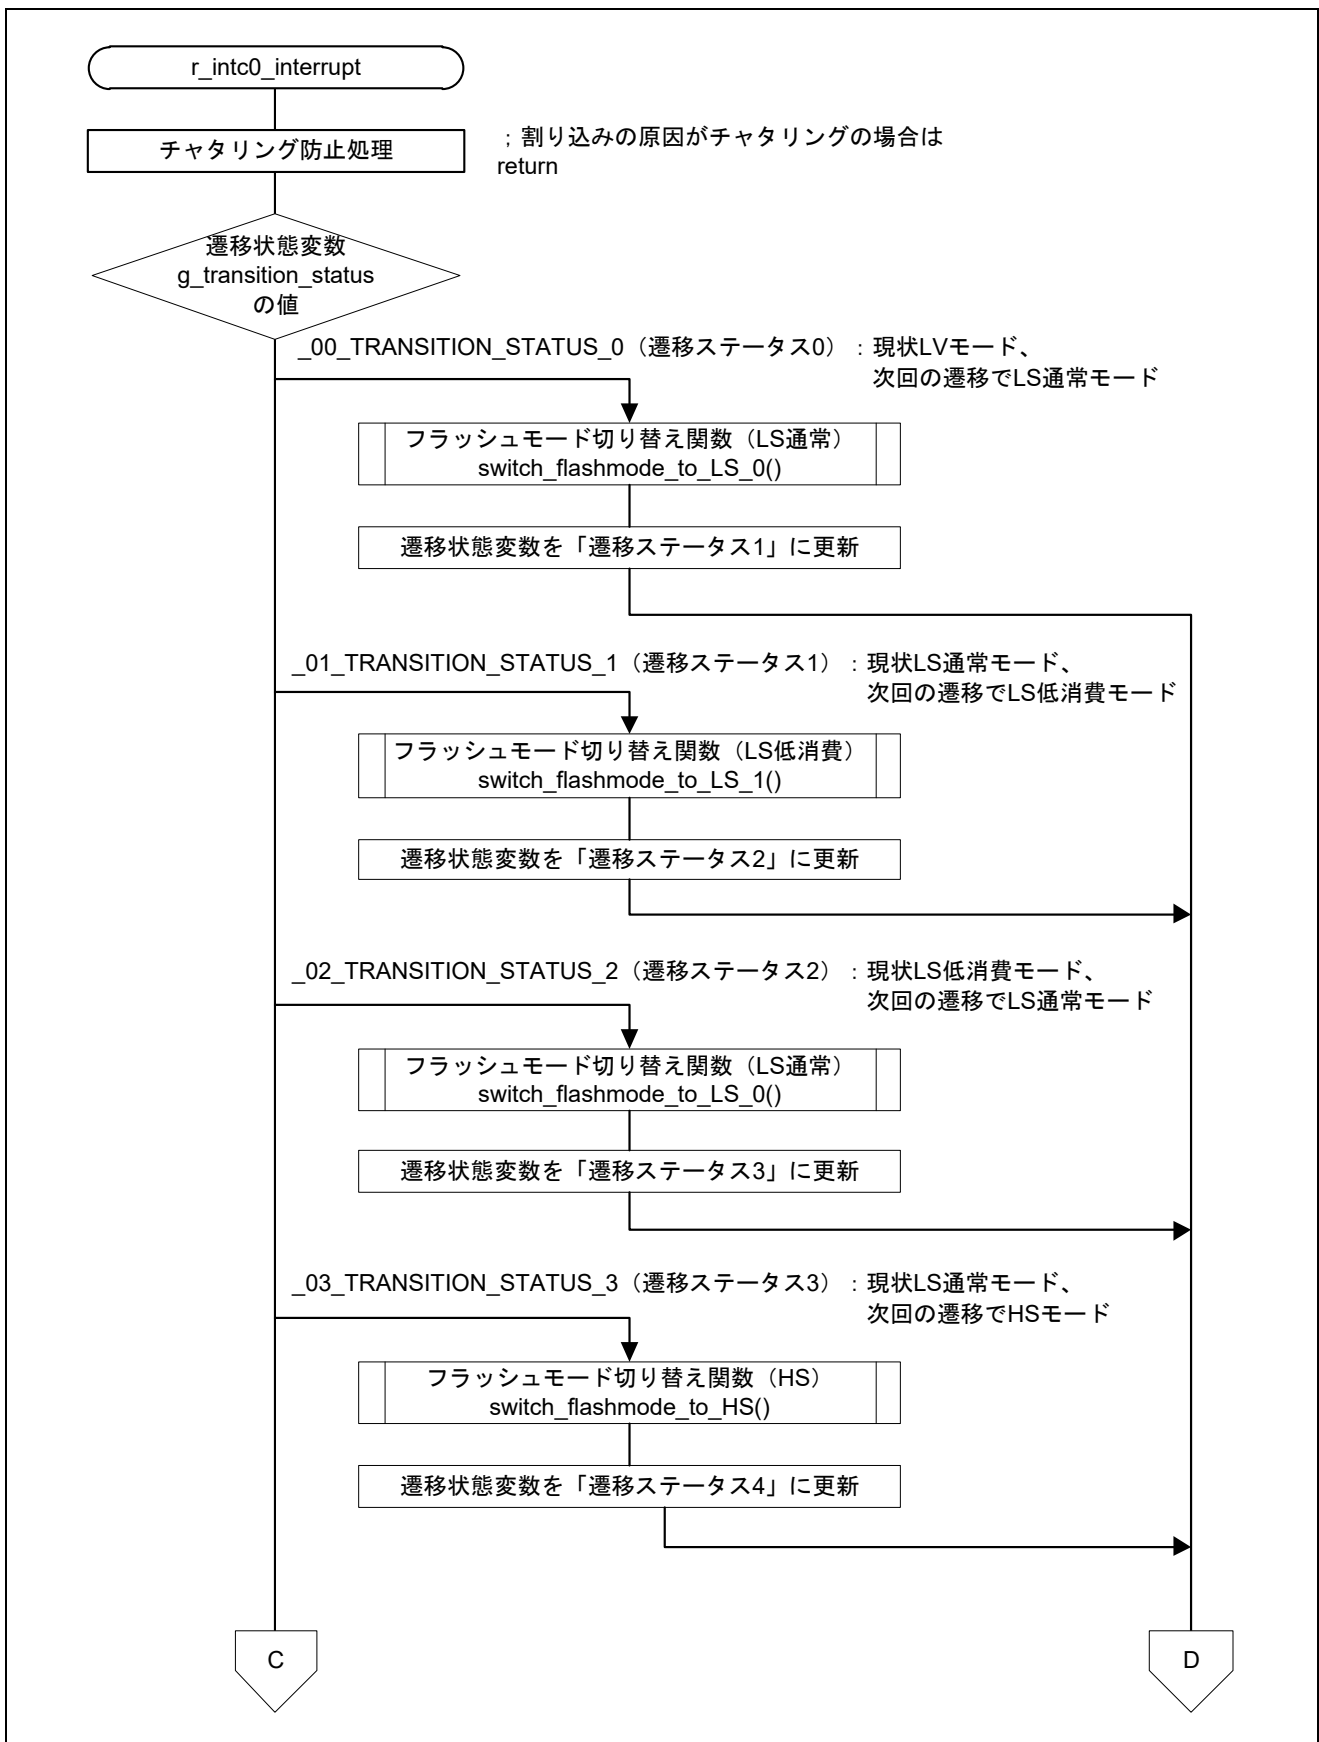 r_intc0_interrupt
チャタリング防止処理
；割り込みの原因がチャタリングの場合は
return
遷移状態変数
g_transition_status
の値
_00_TRANSITION_STATUS_0（遷移ステータス0）：現状LVモード、
次回の遷移でLS通常モード
フラッシュモード切り替え関数（LS通常）
switch_flashmode_to_LS_0()
遷移状態変数を「遷移ステータス1」に更新
_01_TRANSITION_STATUS_1（遷移ステータス1）：現状LS通常モード、
次回の遷移でLS低消費モード
フラッシュモード切り替え関数（LS低消費）
switch_flashmode_to_LS_1()
遷移状態変数を「遷移ステータス2」に更新
_02_TRANSITION_STATUS_2（遷移ステータス2）：現状LS低消費モード、
次回の遷移でLS通常モード
フラッシュモード切り替え関数（LS通常）
switch_flashmode_to_LS_0()
遷移状態変数を「遷移ステータス3」に更新
_03_TRANSITION_STATUS_3（遷移ステータス3）：現状LS通常モード、
次回の遷移でHSモード
フラッシュモード切り替え関数（HS）
switch_flashmode_to_HS()
遷移状態変数を「遷移ステータス4」に更新
C
D